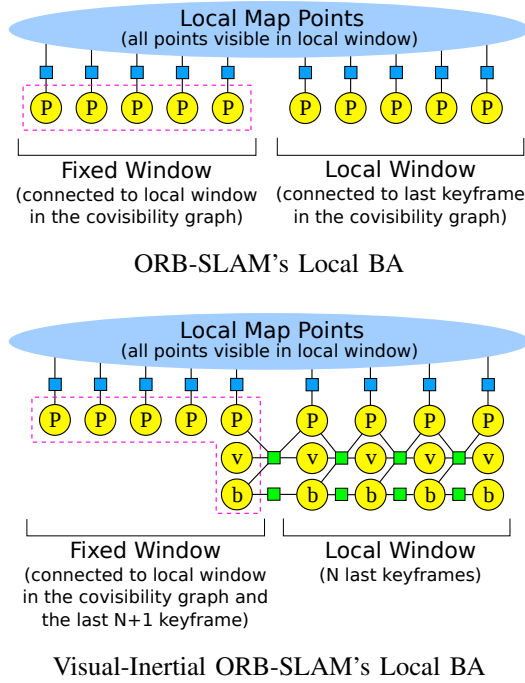 Local Map Points
(all points visible in local window)
P P P P P P P P P P
Fixed Window
(connected to local window
in the covisibility graph)
Local Window
(connected to last keyframe
in the covisibility graph)
ORB-SLAM's Local BA
Local Map Points
(all points visible in local window)
P P P P P P P P P
v v v v v
b b b b b
Fixed Window
(connected to local window
in the covisibility graph and
the last N+1 keyframe)
Local Window
(N last keyframes)
Visual-Inertial ORB-SLAM's Local BA